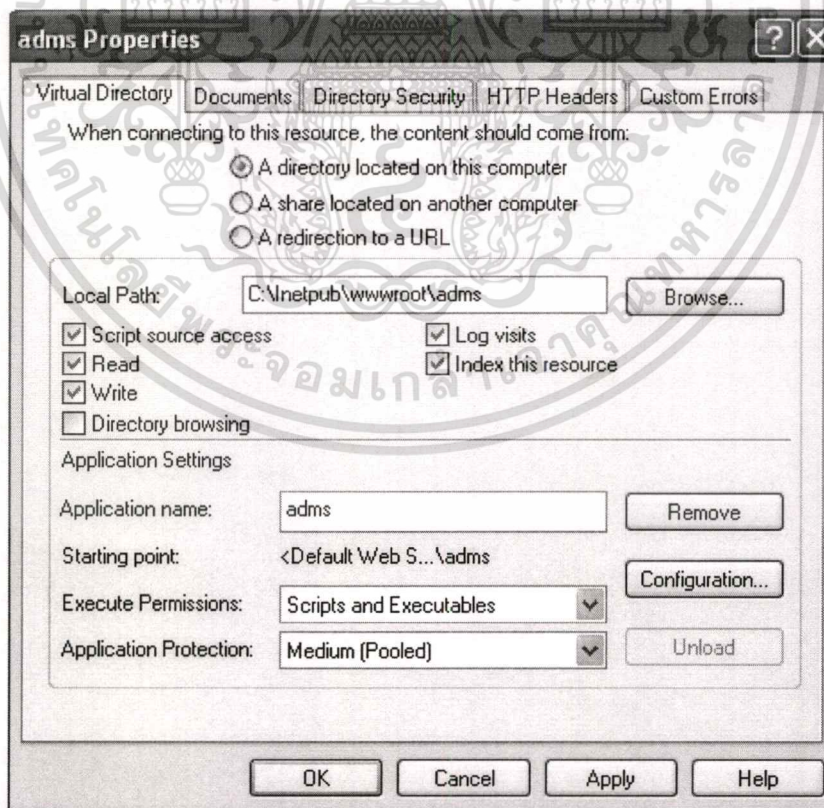 adms Properties
Virtual Directory Documents Directory Security HTTP Headers Custom Errors
When connecting to this resource, the content should come from:
A directory located on this computer
A share located on another computer
A redirection to a URL
Local Path: C:\Inetpub\wwwroot\adms Browse...
Script source access Log visits
Read Index this resource
Write
Directory browsing
Application Settings
Application name: adms Remove
Starting point: <Default Web S...\adms
Configuration...
Execute Permissions: Scripts and Executables
Application Protection: Medium (Pooled) Unload
OK Cancel Apply Help